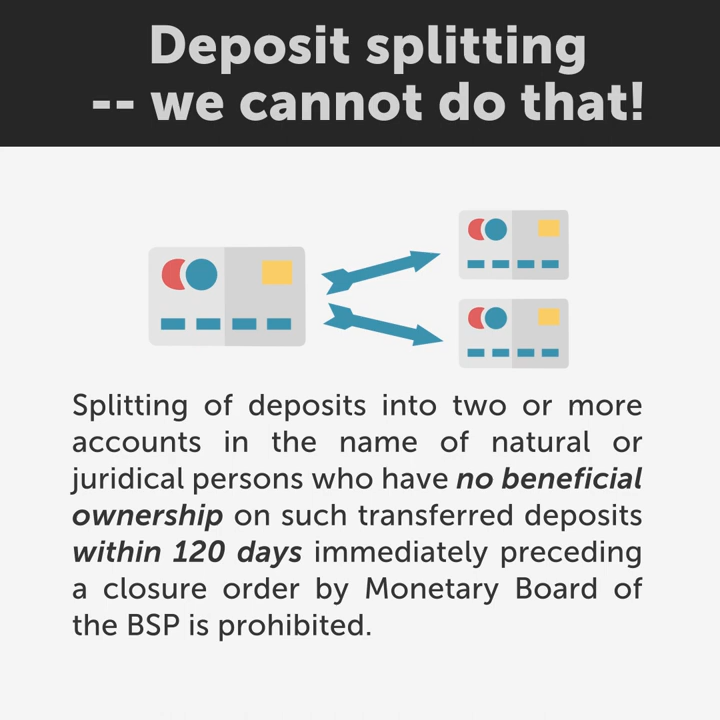 Deposit splitting
-- we cannot do that!
Splitting of deposits into two or more
accounts in the name of natural or
juridical persons who have no beneficial
ownership on such transferred deposits
within 120 days immediately preceding
a closure order by Monetary Board of
the BSP is prohibited.